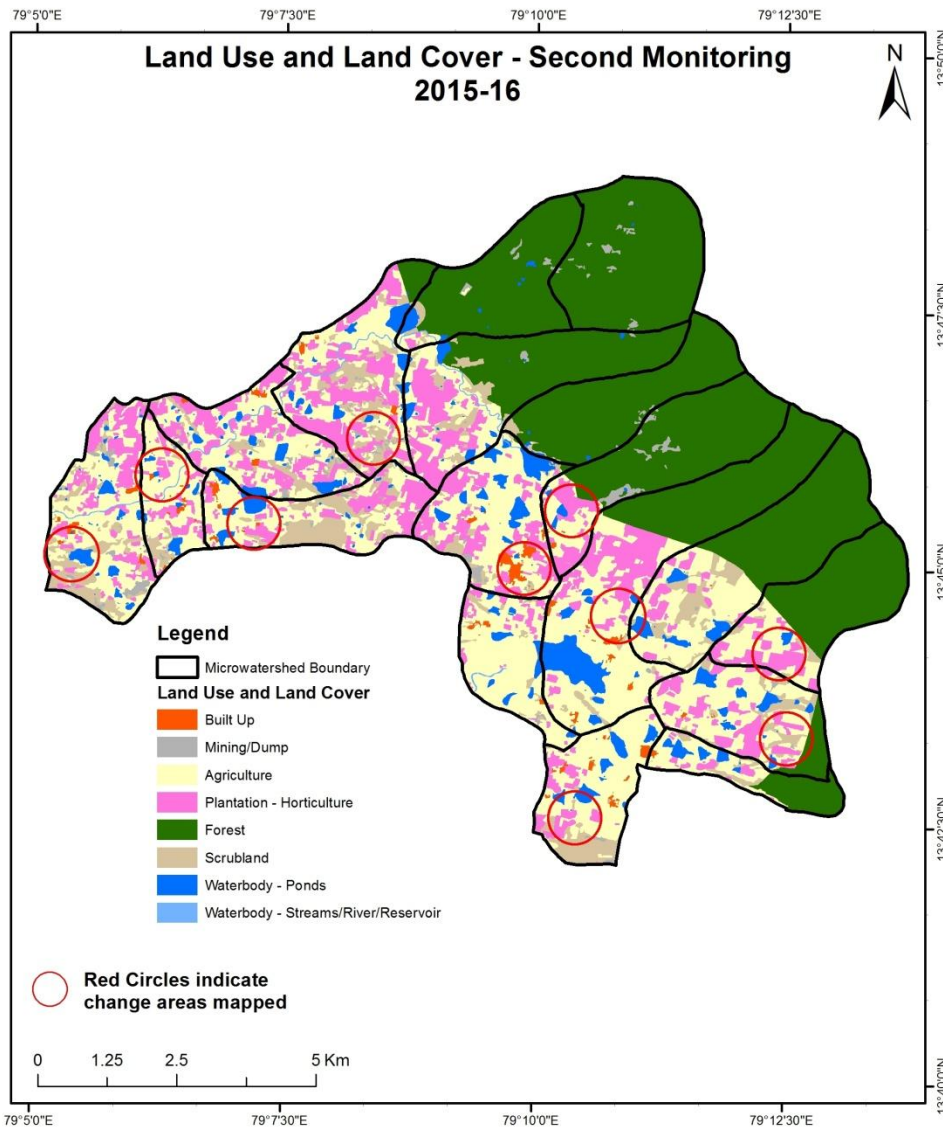 79°5'0"E 79°7'30"E 79°10'0"E 79°12'30"E
Land Use and Land Cover - Second Monitoring
2015-16
N
13°50'0"N
13°47'30"N
13°45'0"N
13°42'30"N
13°40'0"N
Legend
Microwatershed Boundary
Land Use and Land Cover
Built Up
Mining/Dump
Agriculture
Plantation - Horticulture
Forest
Scrubland
Waterbody - Ponds
Waterbody - Streams/River/Reservoir
Red Circles indicate
change areas mapped
0 1.25 2.5 5 Km
79°5'0"E 79°7'30"E 79°10'0"E 79°12'30"E